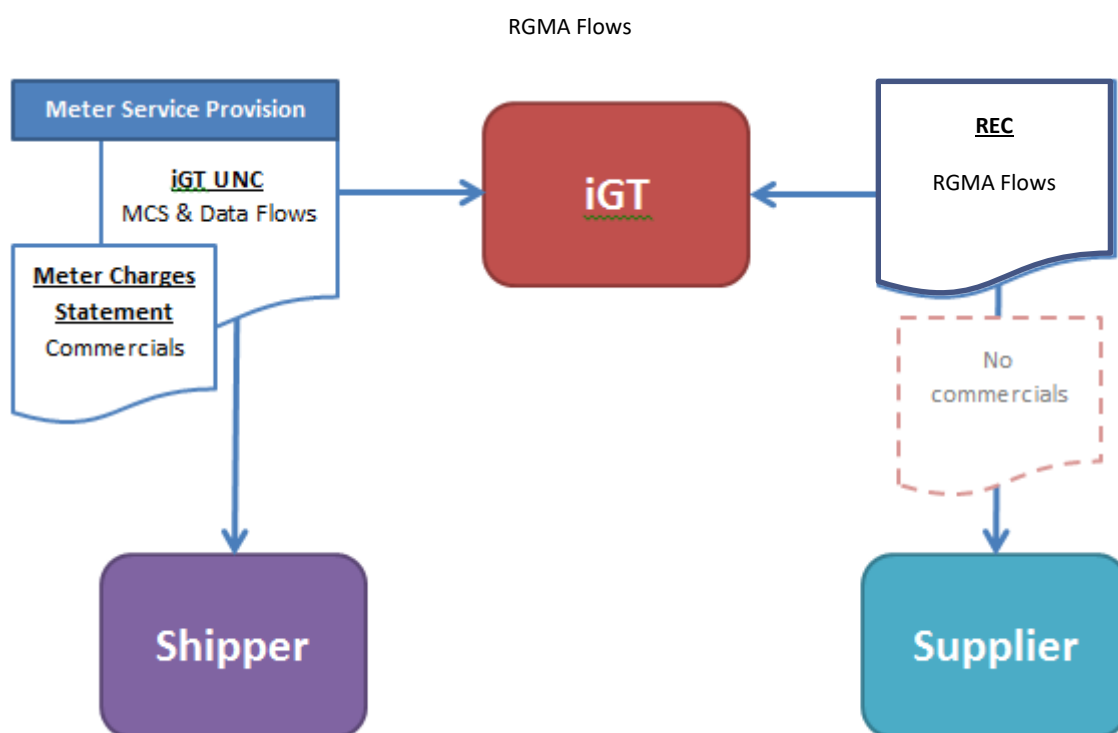 RGMA Flows
Meter Service Provision
iGT UNC
MCS & Data Flows
Meter Charges
Statement
Commercials
iGT
REC
RGMA Flows
No
commercials
Shipper
Supplier